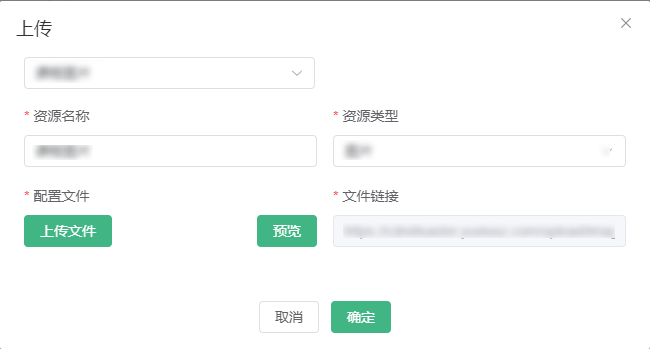 上传
* 资源名称
* 资源类型
* 配置文件
* 文件链接
上传文件
预览
取消
确定